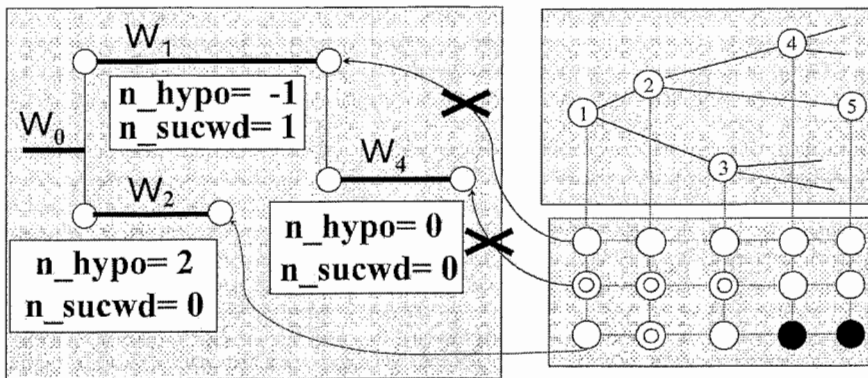 W1
n_hypo= -1
n_sucwd= 1
W0
W4
W2
n_hypo= 0
n_sucwd= 0
n_hypo= 2
n_sucwd= 0
4
2
1
5
3